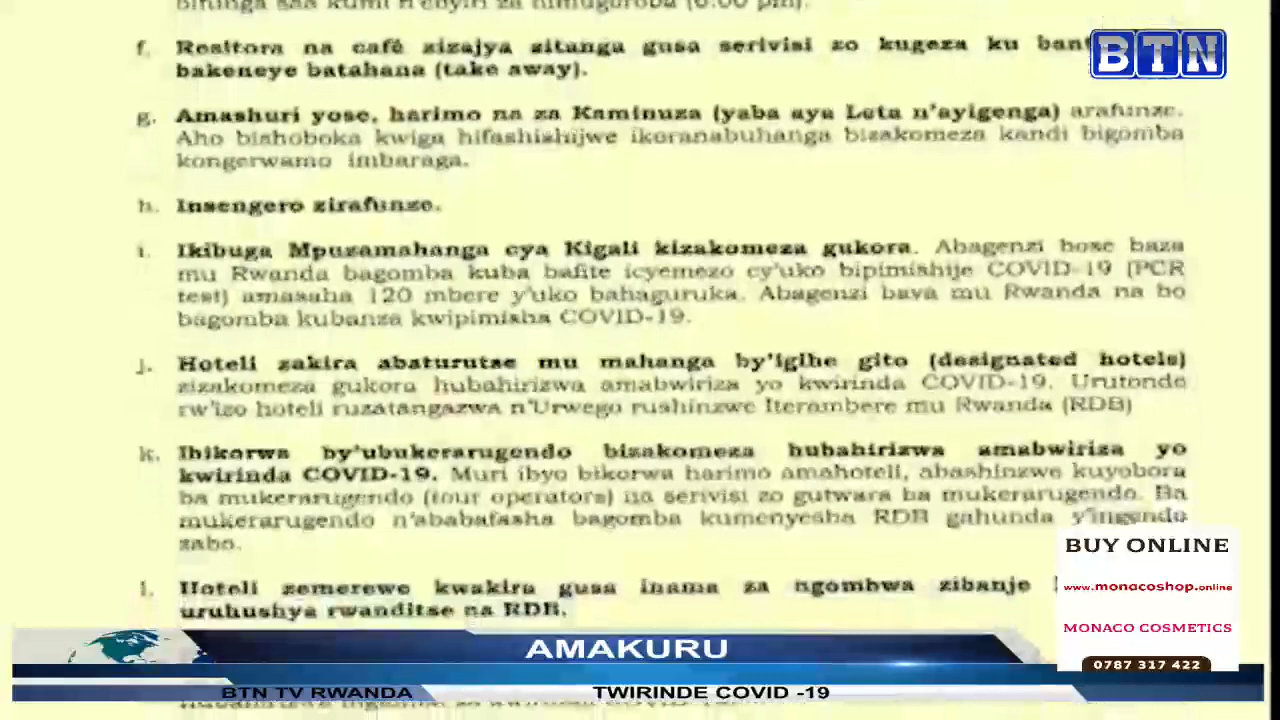 f. Resitora na café zizajya zitanga gusa serivisi zo kugeza ku
bakeneye batahana (take away).
g. Amashuri yose, harimo na za Kaminuza (yaba aya Leta n'ayigenga) arafunze.
Aho bishoboka kwiga hifashishijwe ikoranabuhanga bizakomeza kandi bigomba
kongerwamo imbaraga.
h. Insengero zirafunze.
i. Ikibuga Mpuzamahanga cya Kigali kizakomeza gukora. Abagenzi bose baza
mu Rwanda bagomba kuba bafite icyemezo cy'uko bipimishije COVID-19 (PCR
test) amasaha 120 mbere y'uko bahaguruka. Abagenzi bava mu Rwanda na bo
bagomba kubanza kwipimisha COVID-19.
j. Hoteli zakira abaturutse mu mahanga by'igihe gito (designated hotels)
zizakomeza gukora hubahirizwa amabwiriza yo kwirinda COVID-19. Urutonde
rw'izo hoteli ruzatangazwa n'Urwego rushinzwe Iterambere mu Rwanda (RDB)
k. Ibikorwa by'ubukerarugendo bizakomeza hubahirizwa amabwiriza yo
kwirinda COVID-19. Muri ibyo bikorwa harimo amahoteli, abashinzwe kuyobora
ba mukerarugendo (tour operators) na serivisi zo gutwara ba mukerarugendo. Ba
mukerarugendo n'ababafasha bagomba kumenyesha RDB gahunda y'ingendo
zabo.
l. Hoteli zemerewe kwakira gusa inama za ngombwa zibanje
uruhushya rwanditse na RDB.
BTN
BUY ONLINE
www.monacoshop.online
MONACO COSMETICS
0787 317 422
AMAKURU
BTN TV RWANDA
TWIRINDE COVID -19